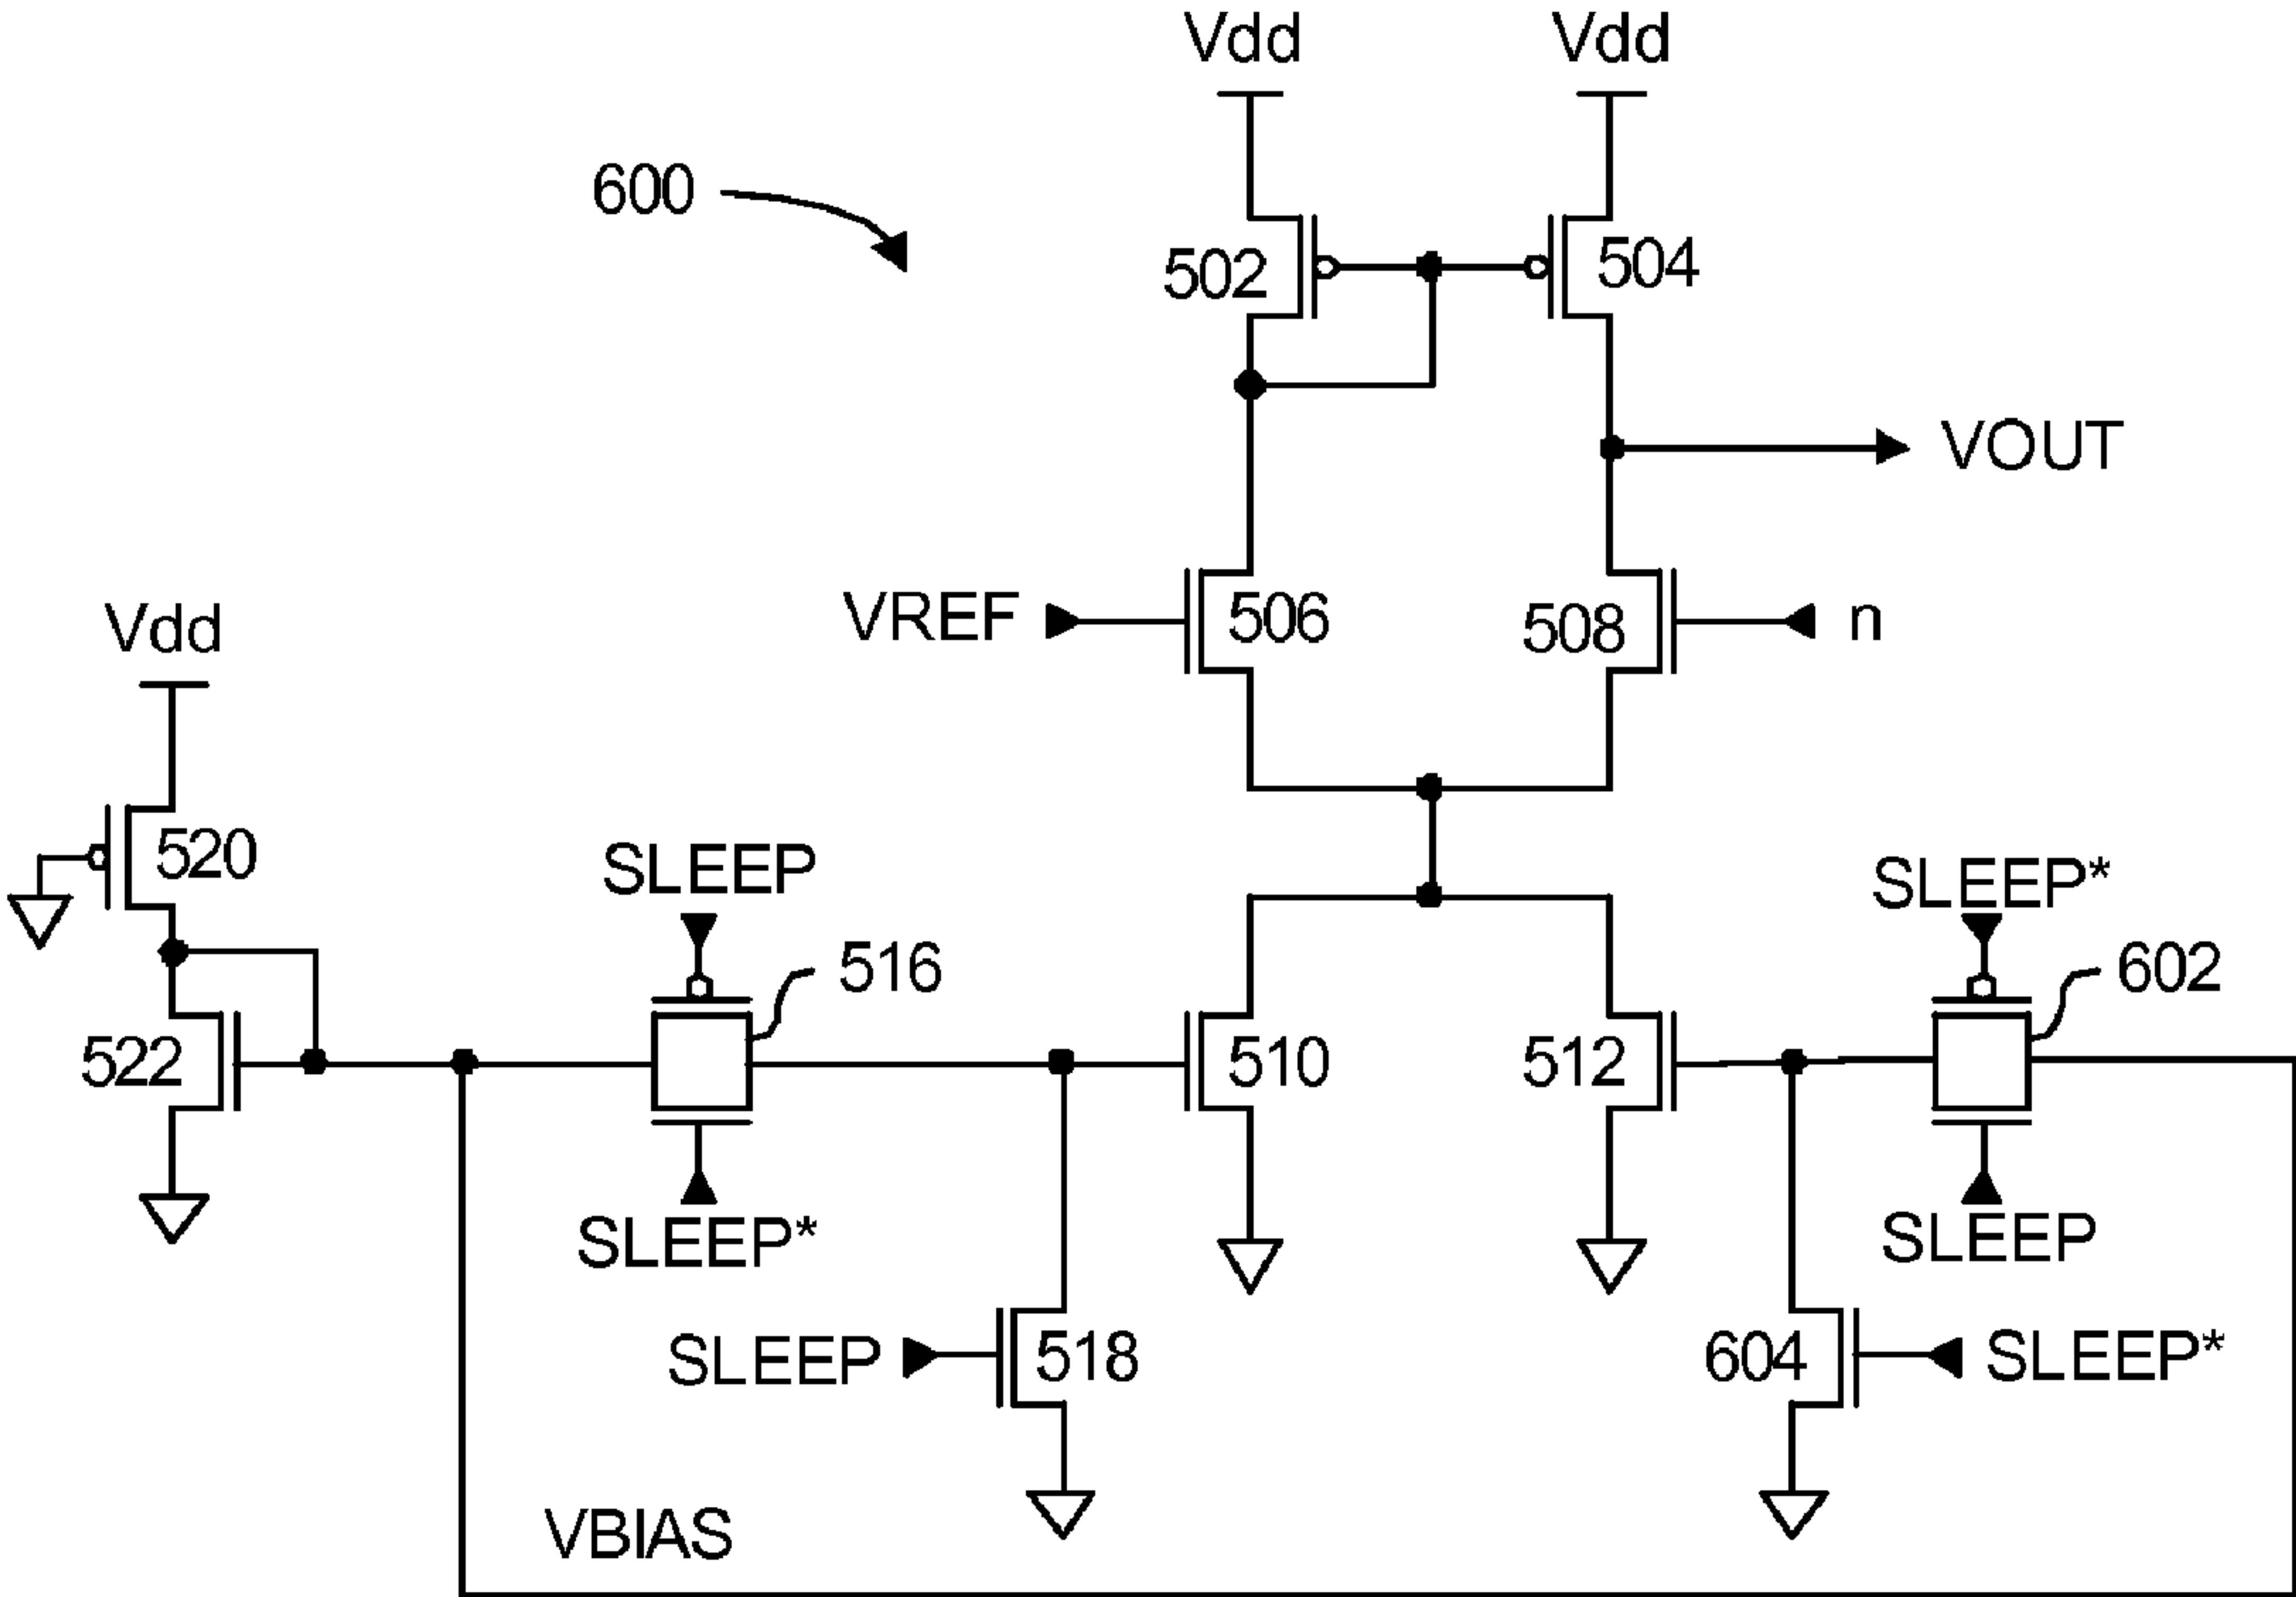 Vdd
Vdd
600
502
504
VOUT
VREF
506
508
n
Vdd
520
SLEEP
SLEEP*
516
602
522
510
512
SLEEP*
SLEEP
SLEEP
518
604
SLEEP*
VBIAS